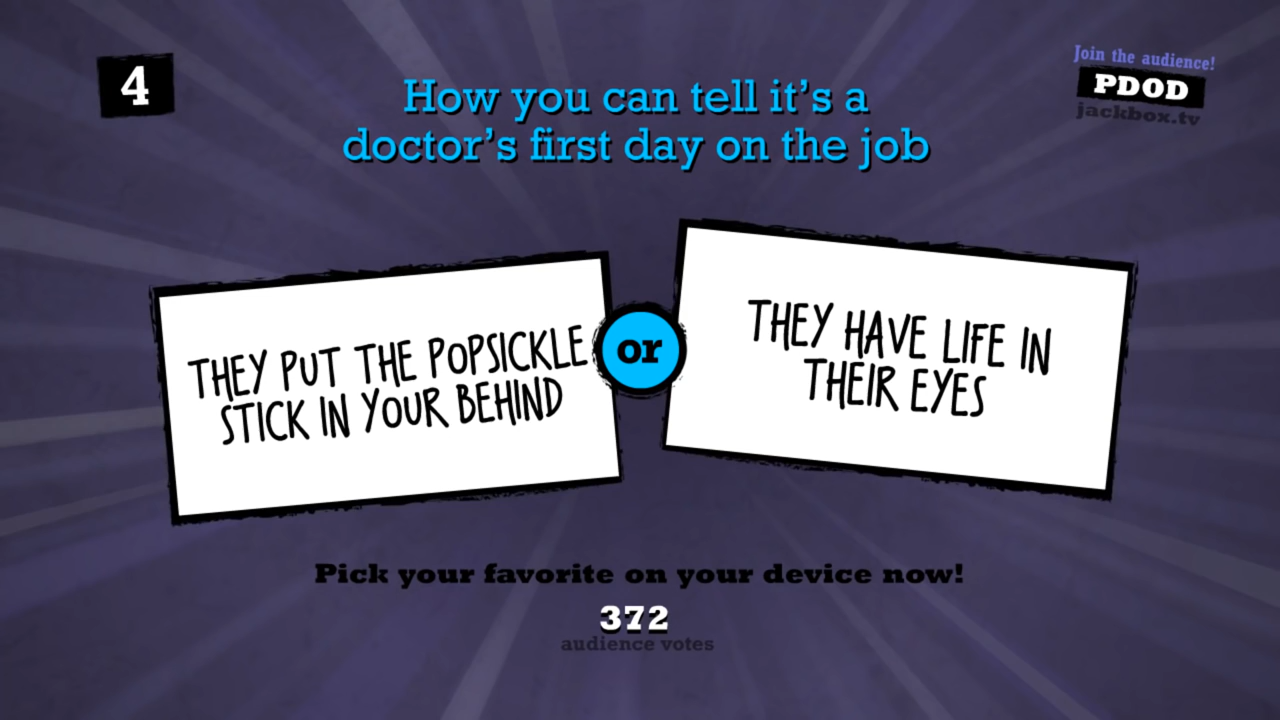 4
How you can tell it's a
doctor's first day on the job
Join the audience!
PDOD
jackbox.tv
THEY PUT THE POPSICKLE
STICK IN YOUR BEHIND
or
THEY HAVE LIFE IN
THEIR EYES
Pick your favorite on your device now!
372
audience votes